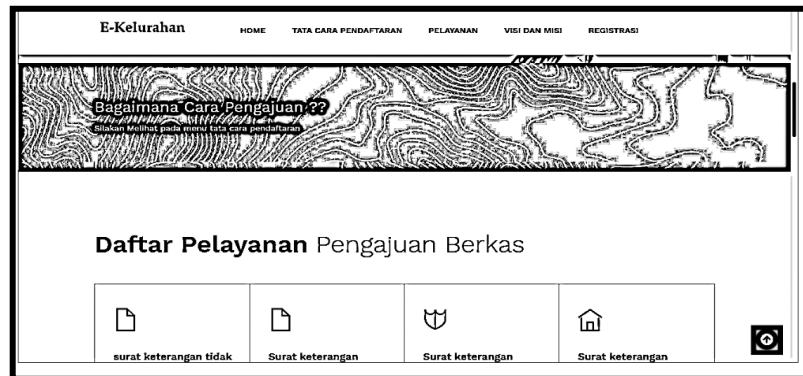 E-Kelurahan HOME TATA CARA PENDAFTARAN PELAYANAN VISI DAN MISI REGISTRASI
Bagaimana Cara Pengajuan ??
Silakan Melihat pada menu tata cara pendaftaran
Daftar Pelayanan Pengajuan Berkas
surat keterangan tidak Surat keterangan Surat keterangan Surat keterangan